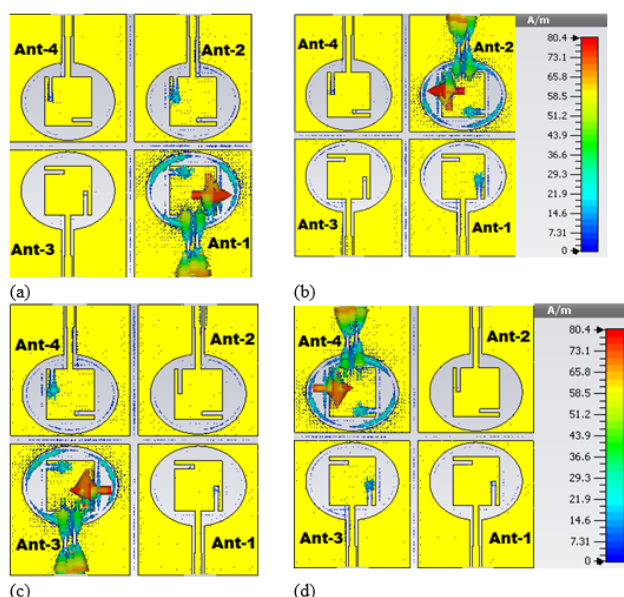 Ant-4
Ant-2
Ant-3
Ant-1
(a)
Ant-4
Ant-2
Ant-3
Ant-1
A/m
80.4
73.1
65.8
58.5
51.2
43.9
36.6
29.2
21.9
14.6
7.31
0
(b)
Ant-4
Ant-2
Ant-3
Ant-1
(c)
Ant-4
Ant-2
Ant-3
Ant-1
A/m
80.4
73.1
65.8
58.5
51.2
43.9
36.6
29.2
21.9
14.6
7.31
0
(d)